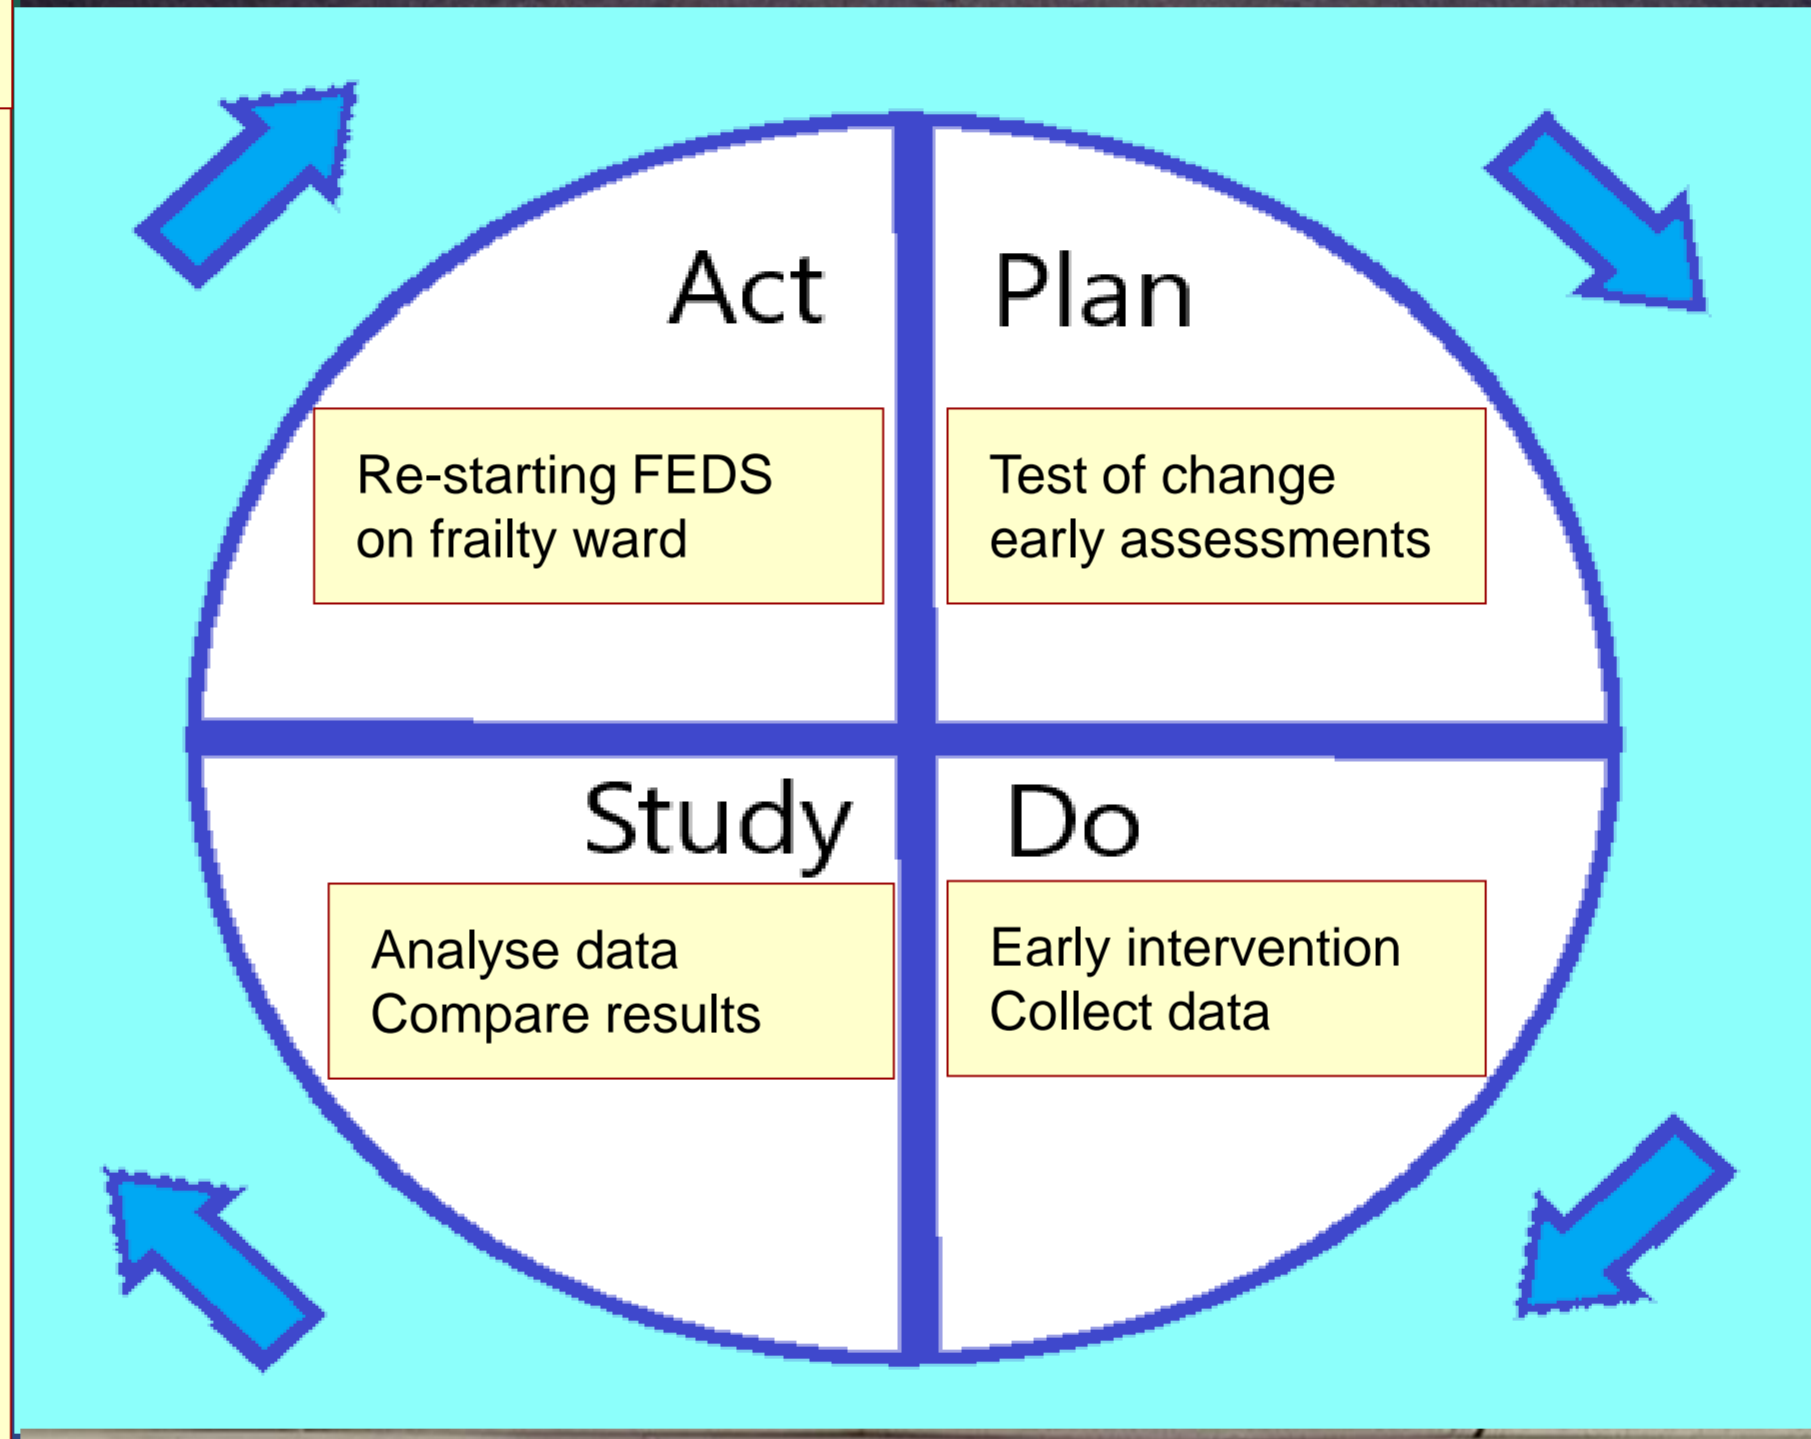 Act
Re-starting FEDS
on frailty ward
Plan
Test of change
early assessments
Study
Analyse data
Compare results
Do
Early intervention
Collect data